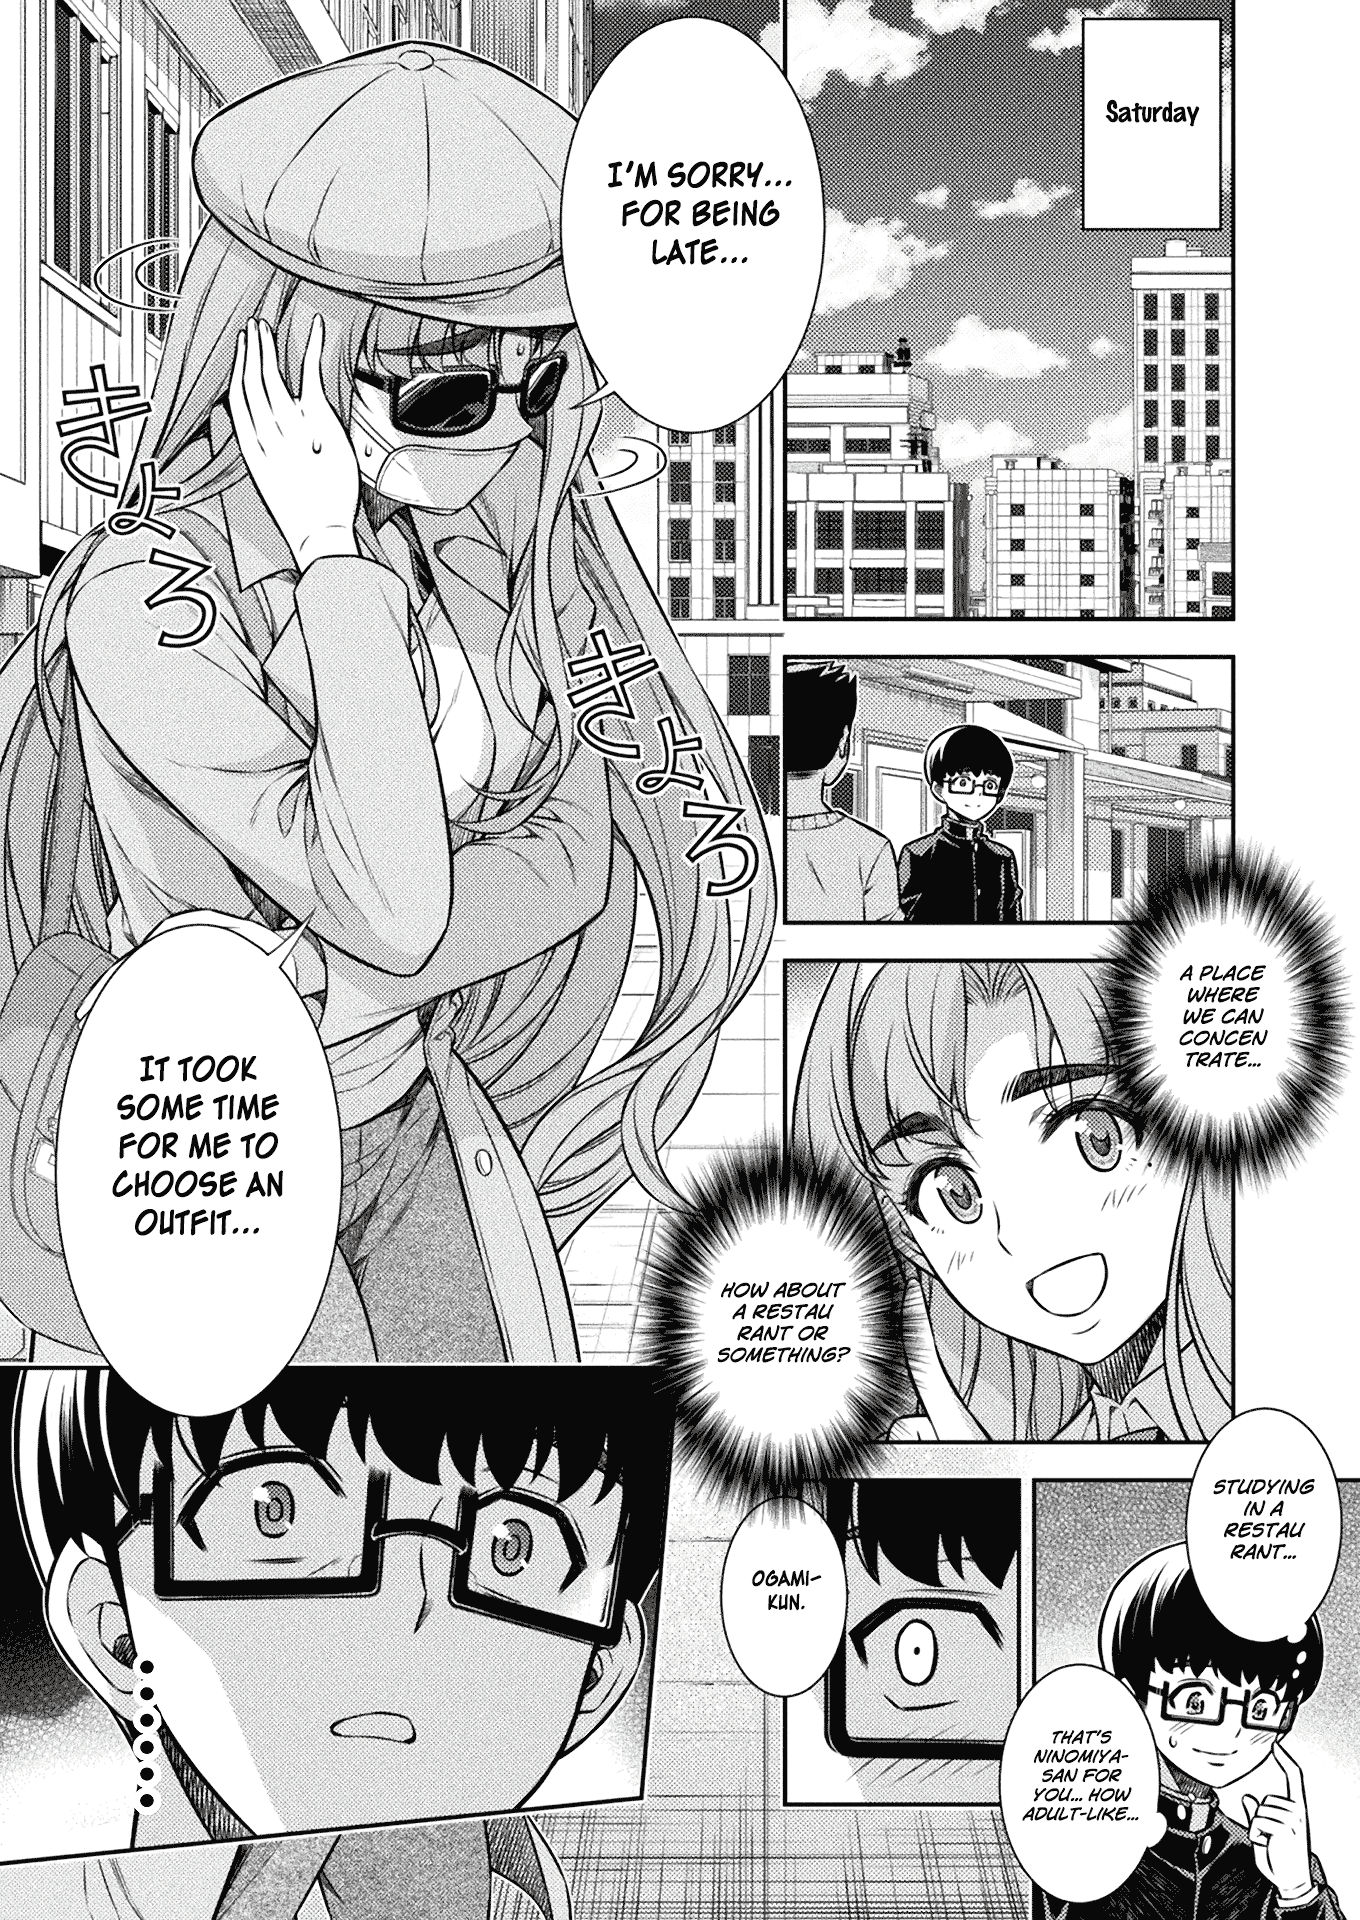 Saturday
A PLACE
WHERE
WE CAN
CONCEN
TRATE...
HOW ABOUT
A RESTAU
RANT OR
SOMETHING?
STUDYING
IN A
RESTAU
RANT...
THAT'S
NINOMIYA-
SAN FOR
YOU... HOW
ADULT-LIKE...
OGAMI-
KUN.
I'M SORRY...
FOR BEING
LATE...
きょろ
きょろ
IT TOOK
SOME TIME
FOR ME TO
CHOOSE AN
OUTFIT...
......